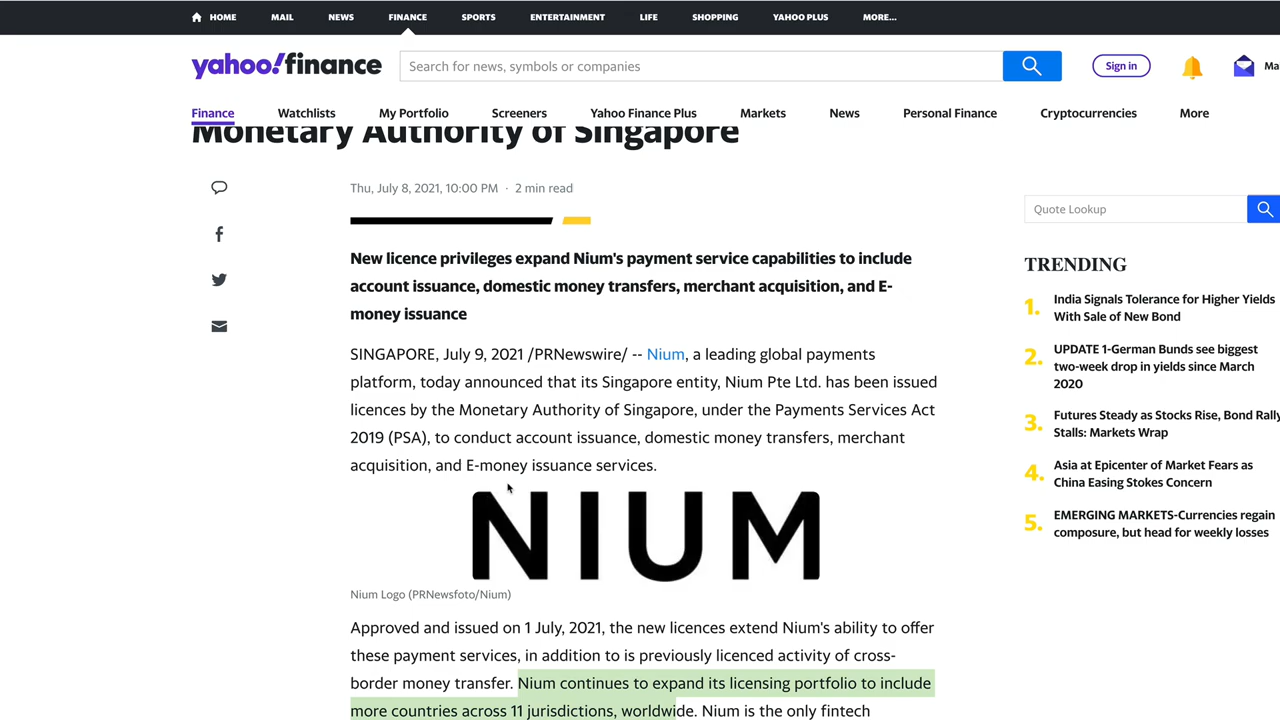 HOME MAIL NEWS FINANCE SPORTS ENTERTAINMENT LIFE SHOPPING YAHOO PLUS MORE...
yahoo!finance
Search for news, symbols or companies
Sign in
Ma
Finance Watchlists My Portfolio Screeners Yahoo Finance Plus Markets News Personal Finance Cryptocurrencies More
Monetary Authority of Singapore
Thu, July 8, 2021, 10:00 PM · 2 min read
New licence privileges expand Nium's payment service capabilities to include
account issuance, domestic money transfers, merchant acquisition, and E-
money issuance
SINGAPORE, July 9, 2021 /PRNewswire/ -- Nium, a leading global payments
platform, today announced that its Singapore entity, Nium Pte Ltd. has been issued
licences by the Monetary Authority of Singapore, under the Payments Services Act
2019 (PSA), to conduct account issuance, domestic money transfers, merchant
acquisition, and E-money issuance services.
NIUM
Nium Logo (PRNewsfoto/Nium)
Approved and issued on 1 July, 2021, the new licences extend Nium's ability to offer
these payment services, in addition to is previously licenced activity of cross-
border money transfer. Nium continues to expand its licensing portfolio to include
more countries across 11 jurisdictions, worldwide. Nium is the only fintech
Quote Lookup
TRENDING
1. India Signals Tolerance for Higher Yields
With Sale of New Bond
2. UPDATE 1-German Bunds see biggest
two-week drop in yields since March
2020
3. Futures Steady as Stocks Rise, Bond Rally
Stalls: Markets Wrap
4. Asia at Epicenter of Market Fears as
China Easing Stokes Concern
5. EMERGING MARKETS-Currencies regain
composure, but head for weekly losses